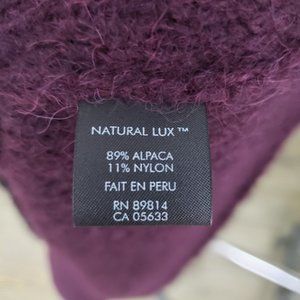 NATURAL LUX™
89% ALPACA
11% NYLON
FAIT EN PERU
RN 89814
CA 05633